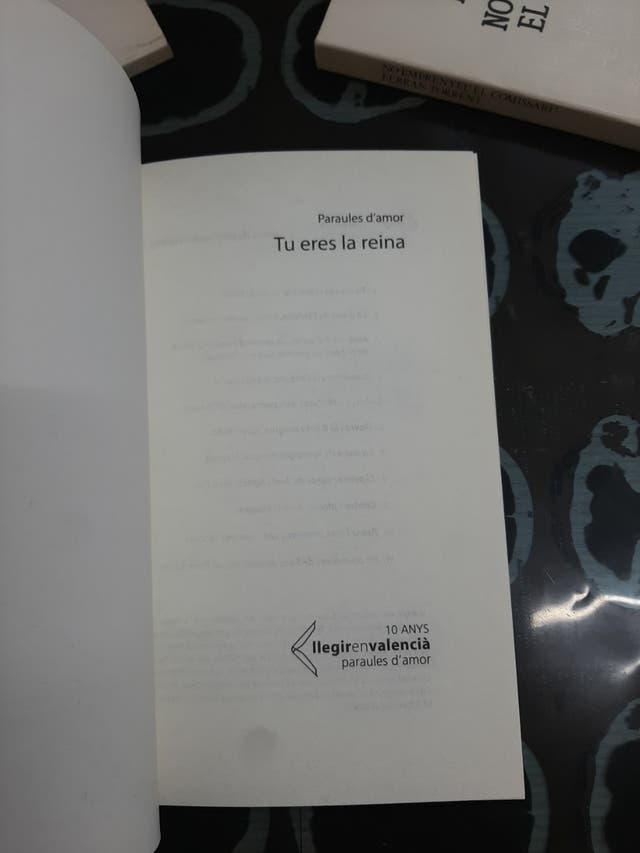 NO
EL
NO EMPRENYEU EL COMISSARI!
FERRAN TORRENT
Paraules d'amor
Tu eres la reina
10 ANYS
llegirenvalencià
paraules d'amor